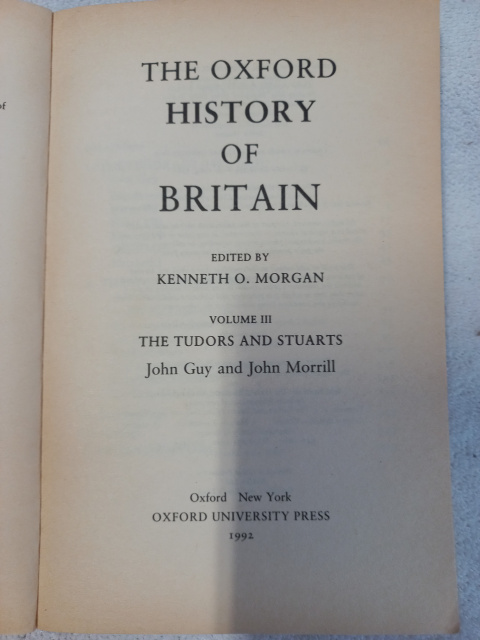 of
THE OXFORD
HISTORY
OF
BRITAIN
EDITED BY
KENNETH O. MORGAN
VOLUME III
THE TUDORS AND STUARTS
John Guy and John Morrill
Oxford New York
OXFORD UNIVERSITY PRESS
1992